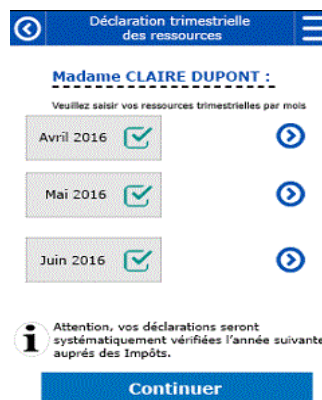 Déclaration trimestrielle
des ressources
Madame CLAIRE DUPONT :
Veuillez saisir vos ressources trimestrielles par mois
Avril 2016
Mai 2016
Juin 2016
Attention, vos déclarations seront
systématiquement vérifiées l'année suivante
auprés des Impôts.
Continuer